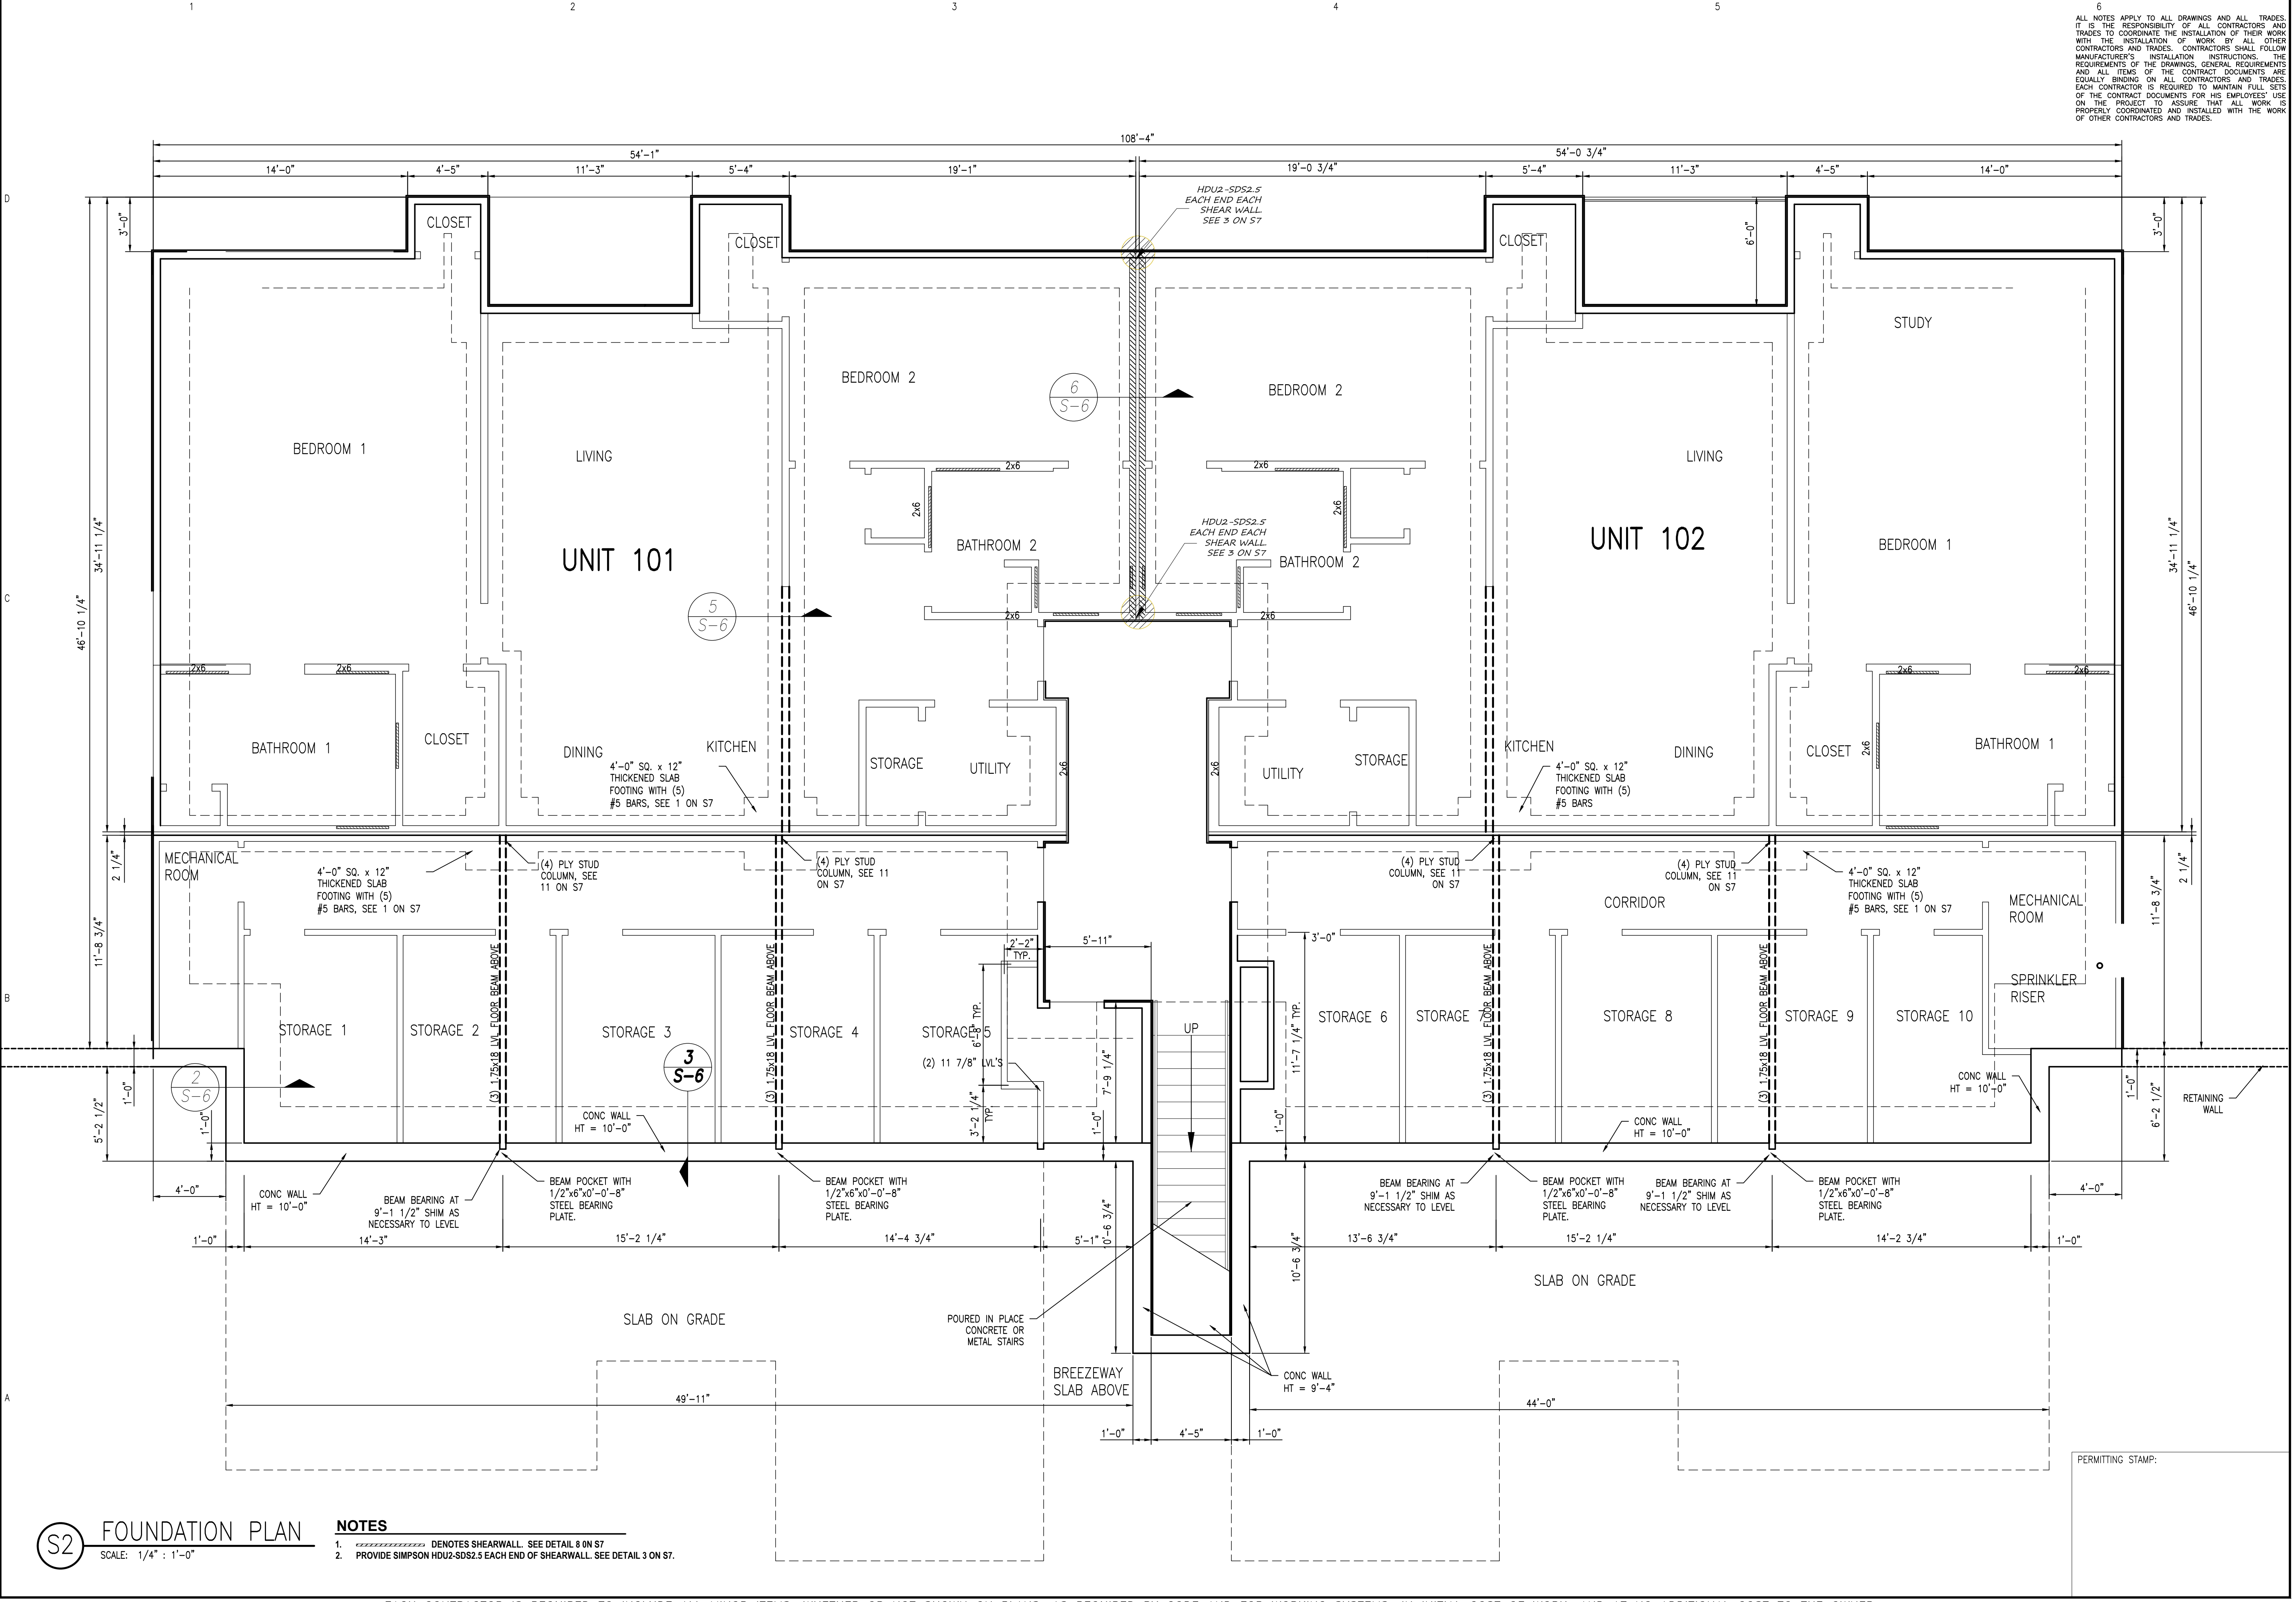 1 2 3 4 5 6
ALL NOTES APPLY TO ALL DRAWINGS AND ALL TRADES.
IT IS THE RESPONSIBILITY OF ALL CONTRACTORS AND
TRADES TO COORDINATE THE INSTALLATION OF THEIR WORK
WITH THE INSTALLATION OF WORK BY ALL OTHER
CONTRACTORS AND TRADES. CONTRACTORS SHALL FOLLOW
MANUFACTURER'S INSTALLATION INSTRUCTIONS. THE
REQUIREMENTS OF THE DRAWINGS, GENERAL REQUIREMENTS
AND ALL ITEMS OF THE CONTRACT DOCUMENTS ARE
EQUALLY BINDING ON ALL CONTRACTORS AND TRADES.
EACH CONTRACTOR IS REQUIRED TO MAINTAIN FULL SETS
OF THE CONTRACT DOCUMENTS FOR HIS EMPLOYEES' USE
ON THE PROJECT TO ASSURE THAT ALL WORK IS
PROPERLY COORDINATED AND INSTALLED WITH THE WORK
OF OTHER CONTRACTORS AND TRADES.
108'-4"
54'-1" 54'-0 3/4"
14'-0" 4'-5" 11'-3" 5'-4" 19'-1" 19'-0 3/4" 5'-4" 11'-3" 4'-5" 14'-0"
D
3'-0"
CLOSET
CLOSET
HDU2-SDS2.5
EACH END EACH
SHEAR WALL.
SEE 3 ON S7
CLOSET
6'-0"
3'-0"
STUDY
BEDROOM 2
6
S-6
BEDROOM 2
BEDROOM 1
LIVING
LIVING
2x6
2x6
2x6
2x6
34'-11 1/4"
46'-10 1/4"
UNIT 101
BATHROOM 2
HDU2-SDS2.5
EACH END EACH
SHEAR WALL.
SEE 3 ON S7
BATHROOM 2
UNIT 102
BEDROOM 1
34'-11 1/4"
46'-10 1/4"
C
5
S-6
2x6
2x6
2x6
2x6
2x6
2x6
BATHROOM 1
CLOSET
DINING
KITCHEN
4'-0" SQ. x 12"
THICKENED SLAB
FOOTING WITH (5)
#5 BARS, SEE 1 ON S7
STORAGE
UTILITY
2x6
2x6
UTILITY
STORAGE
KITCHEN
4'-0" SQ. x 12"
THICKENED SLAB
FOOTING WITH (5)
#5 BARS
DINING
CLOSET
2x6
BATHROOM 1
2 1/4"
11'-8 3/4"
MECHANICAL
ROOM
4'-0" SQ. x 12"
THICKENED SLAB
FOOTING WITH (5)
#5 BARS, SEE 1 ON S7
(4) PLY STUD
COLUMN, SEE
11 ON S7
(4) PLY STUD
COLUMN, SEE 11
ON S7
(4) PLY STUD
COLUMN, SEE 11
ON S7
CORRIDOR
(4) PLY STUD
COLUMN, SEE 11
ON S7
4'-0" SQ. x 12"
THICKENED SLAB
FOOTING WITH (5)
#5 BARS, SEE 1 ON S7
MECHANICAL
ROOM
2 1/4"
11'-8 3/4"
2'-2"
TYP.
5'-11"
3'-0"
B
(3) 1.75x18 LVL FLOOR BEAM ABOVE
(3) 1.75x18 LVL FLOOR BEAM ABOVE
(3) 1.75x18 LVL FLOOR BEAM ABOVE
(3) 1.75x18 LVL FLOOR BEAM ABOVE
6'-8" TYP.
11'-7 1/4" TYP.
SPRINKLER
RISER
STORAGE 1
STORAGE 2
STORAGE 3
STORAGE 4
STORAGE 5
UP
STORAGE 6
STORAGE 7
STORAGE 8
STORAGE 9
STORAGE 10
(2) 11 7/8" LVL'S
2
S-6
3
S-6
5'-2 1/2"
1'-0"
1'-0"
CONC WALL
HT = 10'-0"
3'-2 1/4"
TYP.
7'-9 1/4"
1'-0"
1'-0"
CONC WALL
HT = 10'-0"
CONC WALL
HT = 10'-0"
1'-0"
6'-2 1/2"
RETAINING
WALL
4'-0"
CONC WALL
HT = 10'-0"
BEAM BEARING AT
9'-1 1/2" SHIM AS
NECESSARY TO LEVEL
BEAM POCKET WITH
1/2"x6"x0'-0'-8"
STEEL BEARING
PLATE.
BEAM POCKET WITH
1/2"x6"x0'-0'-8"
STEEL BEARING
PLATE.
BEAM BEARING AT
9'-1 1/2" SHIM AS
NECESSARY TO LEVEL
BEAM POCKET WITH
1/2"x6"x0'-0'-8"
STEEL BEARING
PLATE.
BEAM BEARING AT
9'-1 1/2" SHIM AS
NECESSARY TO LEVEL
BEAM POCKET WITH
1/2"x6"x0'-0'-8"
STEEL BEARING
PLATE.
4'-0"
1'-0" 14'-3" 15'-2 1/4" 14'-4 3/4" 5'-1" 10'-6 3/4" 10'-6 3/4" 13'-6 3/4" 15'-2 1/4" 14'-2 3/4" 1'-0"
SLAB ON GRADE
SLAB ON GRADE
POURED IN PLACE
CONCRETE OR
METAL STAIRS
BREEZEWAY
SLAB ABOVE
CONC WALL
HT = 9'-4"
A
49'-11" 44'-0"
1'-0" 4'-5" 1'-0"
PERMITTING STAMP:
S2
FOUNDATION PLAN
SCALE: 1/4" : 1'-0"
NOTES
1. DENOTES SHEARWALL. SEE DETAIL 8 0N S7
2. PROVIDE SIMPSON HDU2-SDS2.5 EACH END OF SHEARWALL. SEE DETAIL 3 ON S7.